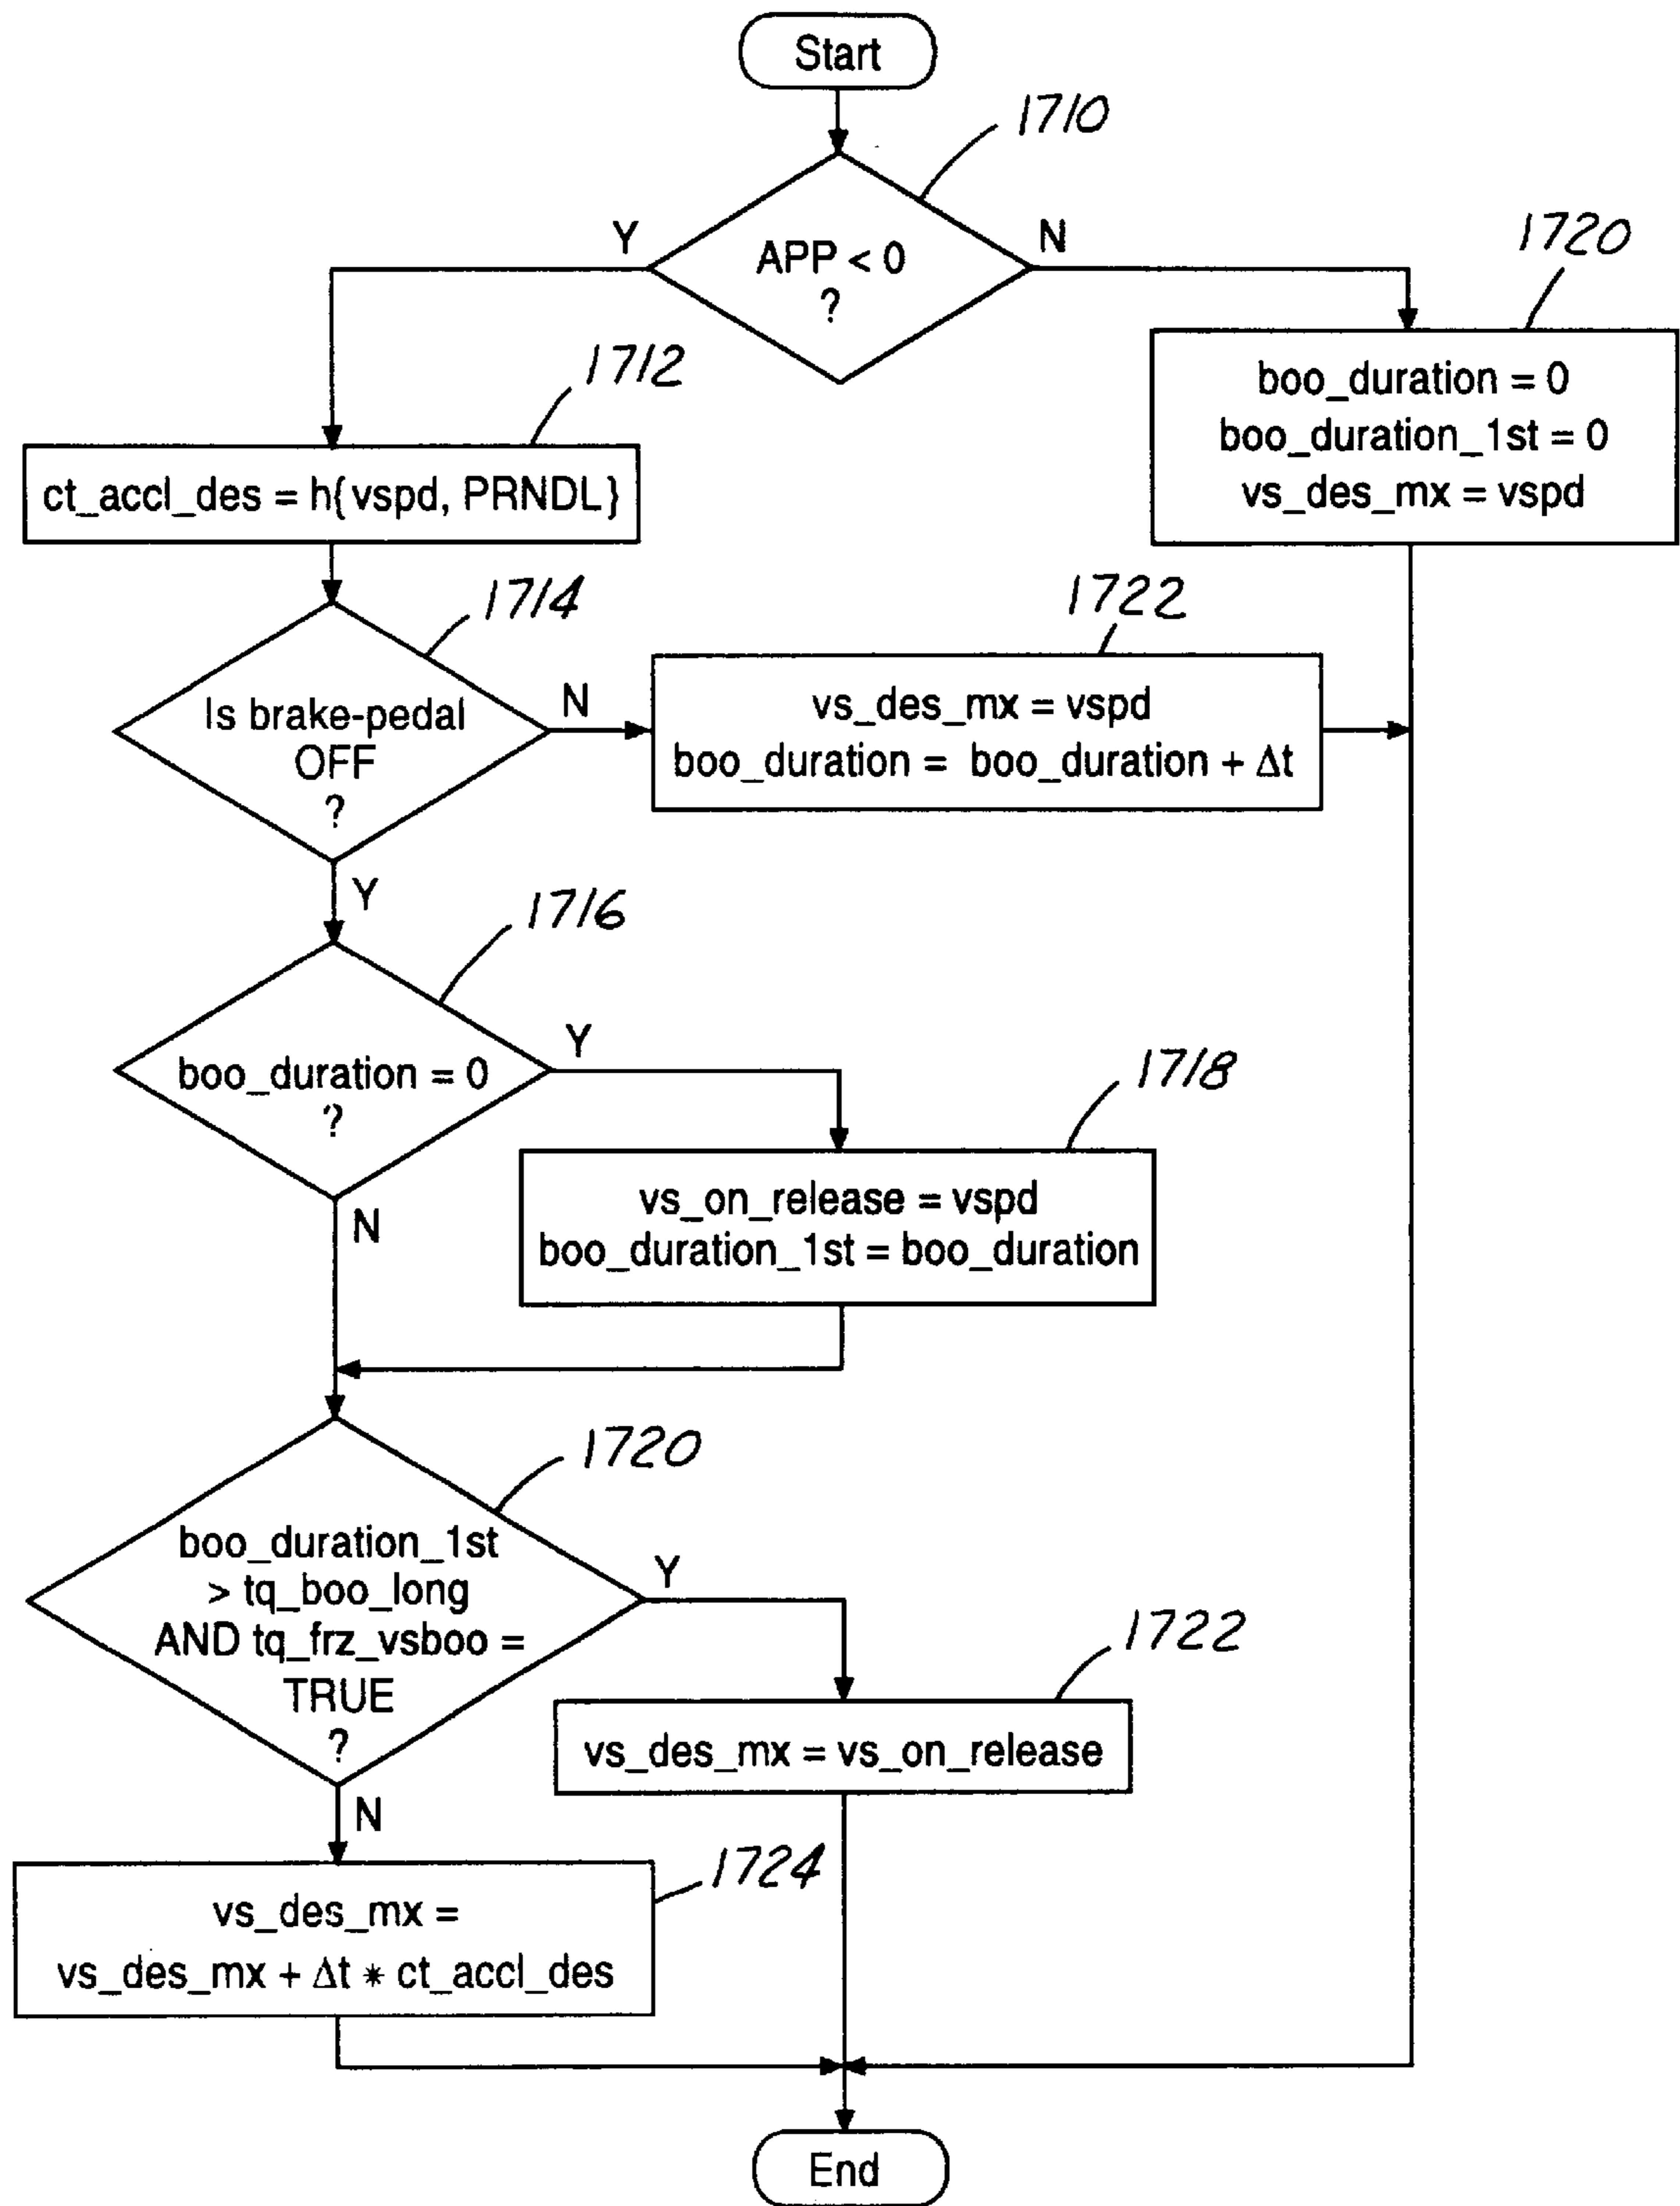 Start
1710
APP < 0
?
Y
N
1720
boo_duration = 0
boo_duration_1st = 0
vs_des_mx = vspd
1712
ct_accl_des = h{vspd, PRNDL}
1714
Is brake-pedal
OFF
?
N
1722
vs_des_mx = vspd
boo_duration = boo_duration + Δt
Y
1716
boo_duration = 0
?
Y
1718
vs_on_release = vspd
boo_duration_1st = boo_duration
N
1720
boo_duration_1st
> tq_boo_long
AND tq_frz_vsboo =
TRUE
?
Y
1722
vs_des_mx = vs_on_release
N
1724
vs_des_mx =
vs_des_mx + Δt * ct_accl_des
End